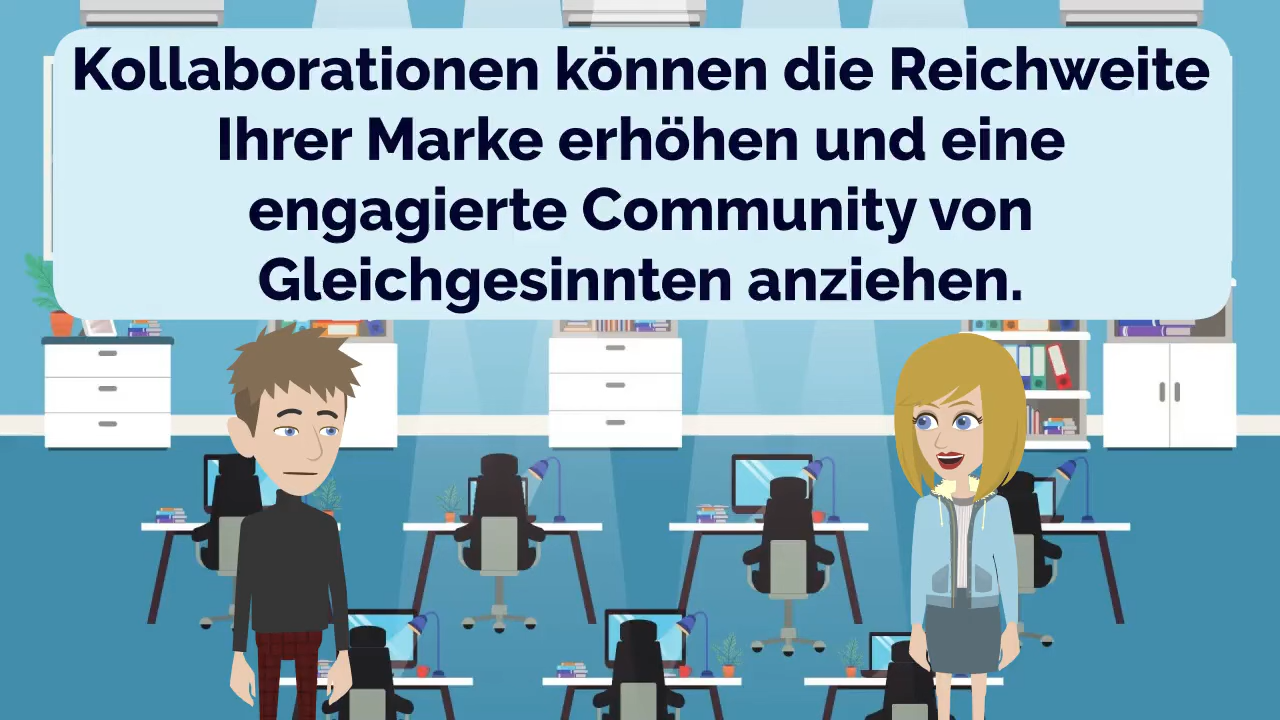 Kollaborationen können die Reichweite
Ihrer Marke erhöhen und eine
engagierte Community von
Gleichgesinnten anziehen.